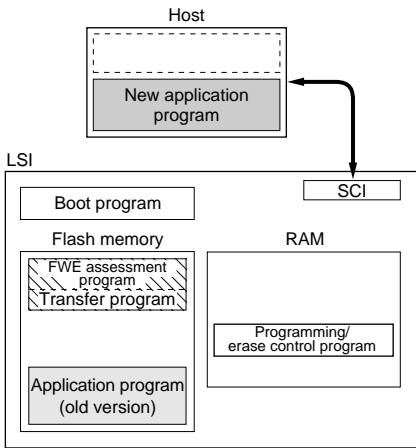 Host
New application
program
LSI
SCI
Boot program
Flash memory
RAM
FWE assessment
program
Transfer program
Programming/
erase control program
Application program
(old version)